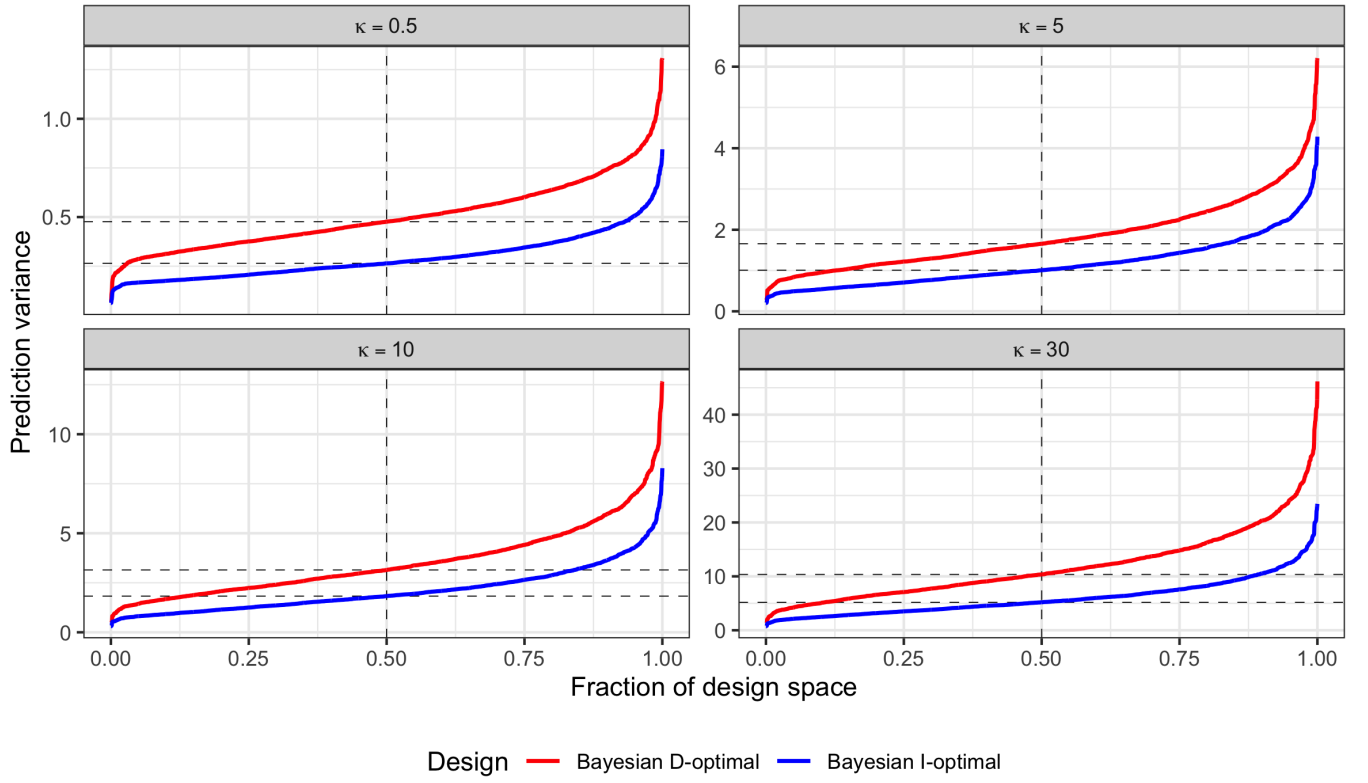 κ = 0.5
κ = 5
1.0
0.5
6
4
2
0
κ = 10
κ = 30
10
5
0
40
30
20
10
0
0.00 0.25 0.50 0.75 1.00
0.00 0.25 0.50 0.75 1.00
Prediction variance
Fraction of design space
Design Bayesian D-optimal Bayesian I-optimal